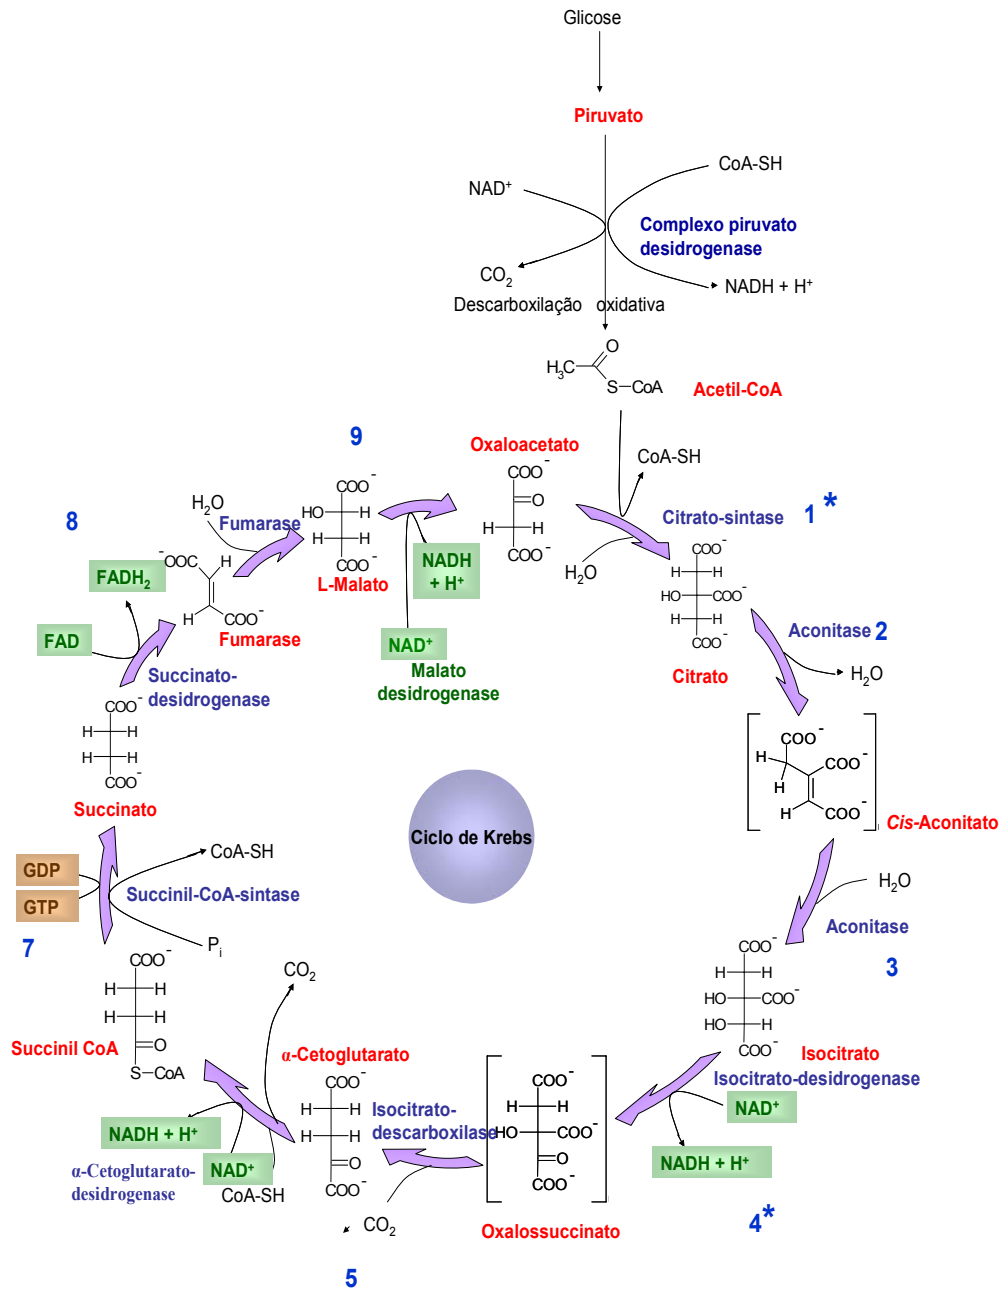 Glicose
Piruvato
NAD+
CoA-SH
Complexo piruvato
desidrogenase
CO2
NADH + H+
Descarboxilação oxidativa
O
H3C
S–CoA
Acetil-CoA
9
Oxaloacetato
CoA-SH
COO-
O
H H
COO-
8
H2O
Fumarase
COO-
HO H
H H
COO-
L-Malato
NADH
+ H+
NAD+
Malato
desidrogenase
Citrato-sintase
1*
H2O
COO-
H H
HO COO-
H H
COO-
Citrato
Aconitase 2
H2O
FADH2
FAD
-COOC H
H COO-
Fumarase
Succinato-
desidrogenase
COO-
H H
H H
COO-
Succinato
COO-
H COO-
H
H COO-
Cis-Aconitato
Ciclo de Krebs
GDP
GTP
CoA-SH
Succinil-CoA-sintase
7
Pi
H2O
Aconitase
3
COO-
H H
HO COO-
HO H
COO-
Isocitrato
Isocitrato-desidrogenase
NAD+
NADH + H+
4*
COO-
H H
H H
O
S–CoA
Succinil CoA
CO2
α-Cetoglutarato
COO-
H H
H H
O
COO-
Isocitrato-
descarboxilase
COO-
H H
HO COO-
O
COO-
Oxalossuccinato
NADH + H+
NAD+
CoA-SH
α-Cetoglutarato-
desidrogenase
CO2
5